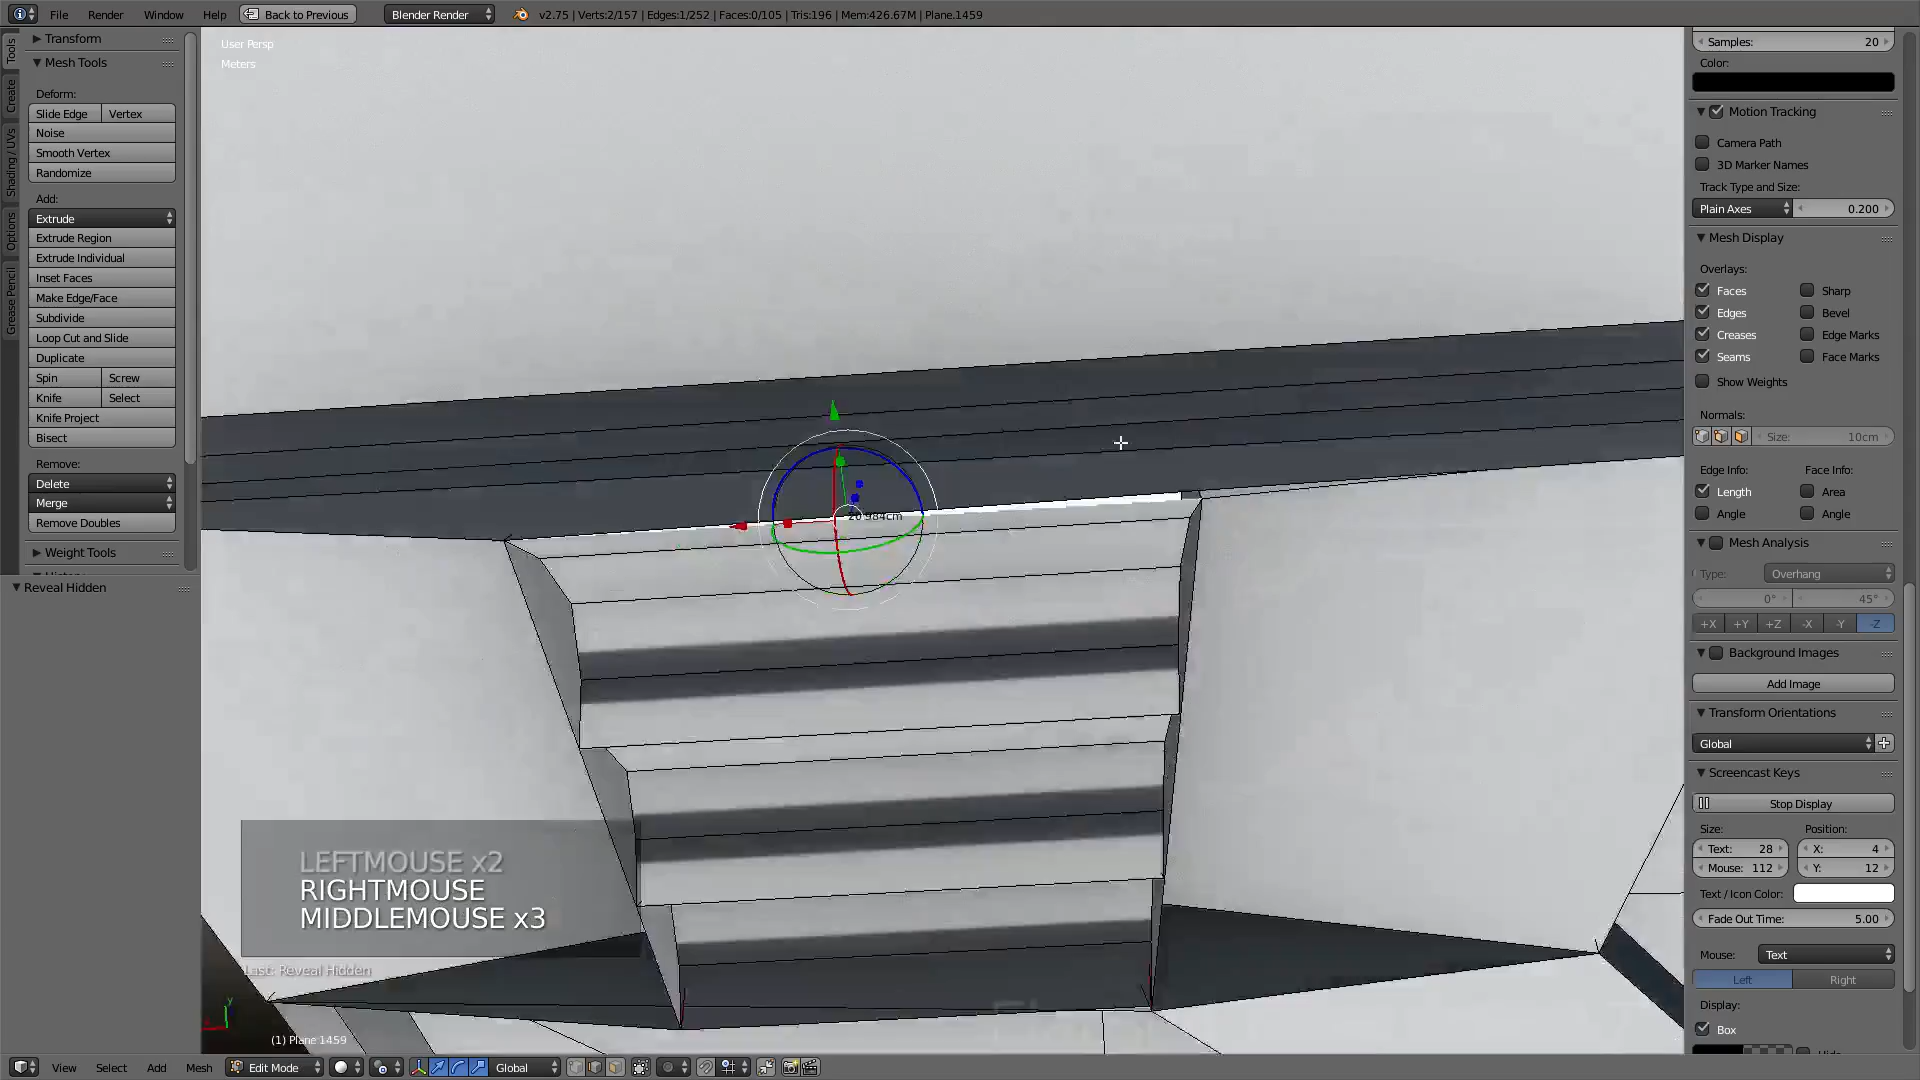 File
Render
Window
Help
Back to Previous
Blender Render
v2.75 | Verts:2/157 | Edges:1/252 | Faces:0/105 | Tris:196 | Mem:426.67M | Plane.1459
Tools
Create
Shading / UVs
Options
Grease Pencil
Transform
Mesh Tools
Deform:
Slide Edge
Vertex
Noise
Smooth Vertex
Randomize
Add:
Extrude
Extrude Region
Extrude Individual
Inset Faces
Make Edge/Face
Subdivide
Loop Cut and Slide
Duplicate
Spin
Screw
Knife
Select
Knife Project
Bisect
Remove:
Delete
Merge
Remove Doubles
Weight Tools
Reveal Hidden
User Persp
Meters
20.984cm
LEFTMOUSE x2
RIGHTMOUSE
MIDDLEMOUSE x3
Last: Reveal Hidden
y
(1) Plane.1459
View
Select
Add
Mesh
Edit Mode
Global
Samples: 20
Color:
Motion Tracking
Camera Path
3D Marker Names
Track Type and Size:
Plain Axes
0.200
Mesh Display
Overlays:
Faces
Sharp
Edges
Bevel
Creases
Edge Marks
Seams
Face Marks
Show Weights
Normals:
Size: 10cm
Edge Info:
Face Info:
Length
Area
Angle
Angle
Mesh Analysis
Type:
Overhang
0°
45°
+X
+Y
+Z
-X
-Y
-Z
Background Images
Add Image
Transform Orientations
Global
Screencast Keys
Stop Display
Size:
Position:
Text: 28
X: 4
Mouse: 112
Y: 12
Text / Icon Color:
Fade Out Time: 5.00
Mouse:
Text
Left
Right
Display:
Box